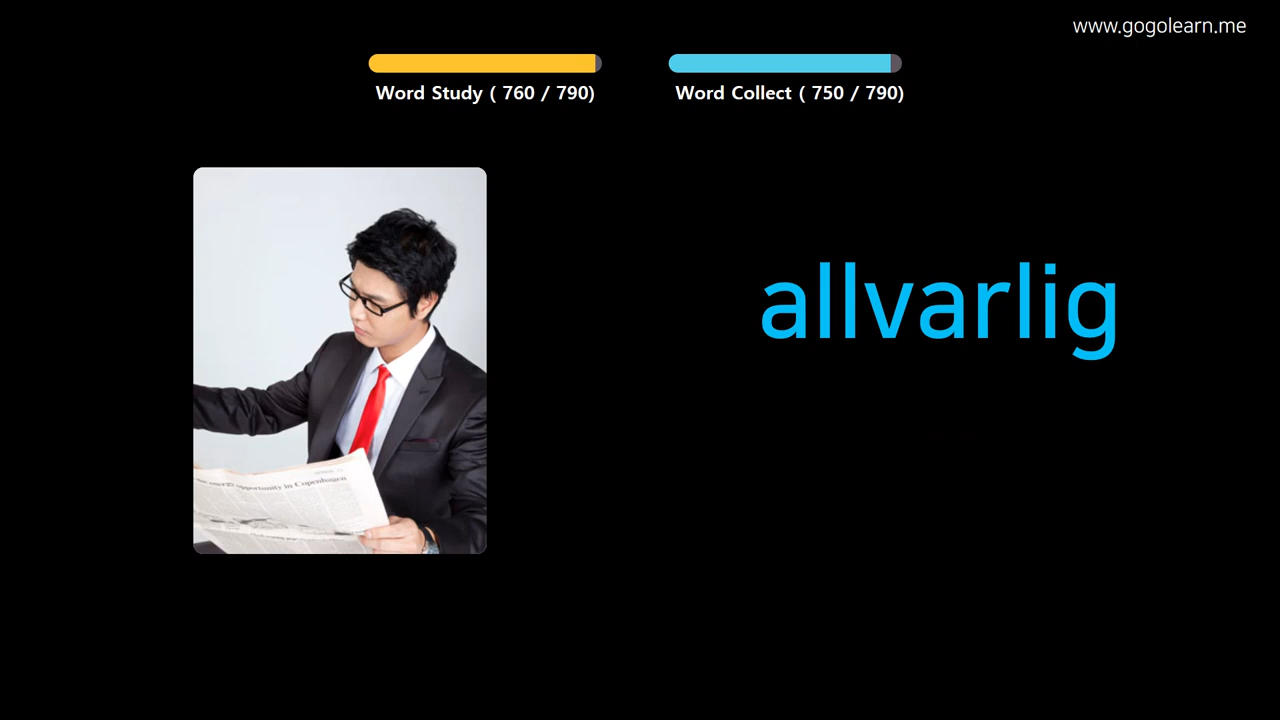 www.gogolearn.me
Word Study ( 760 / 790)
Word Collect ( 750 / 790)
allvarlig
opportunity in Copenhagen